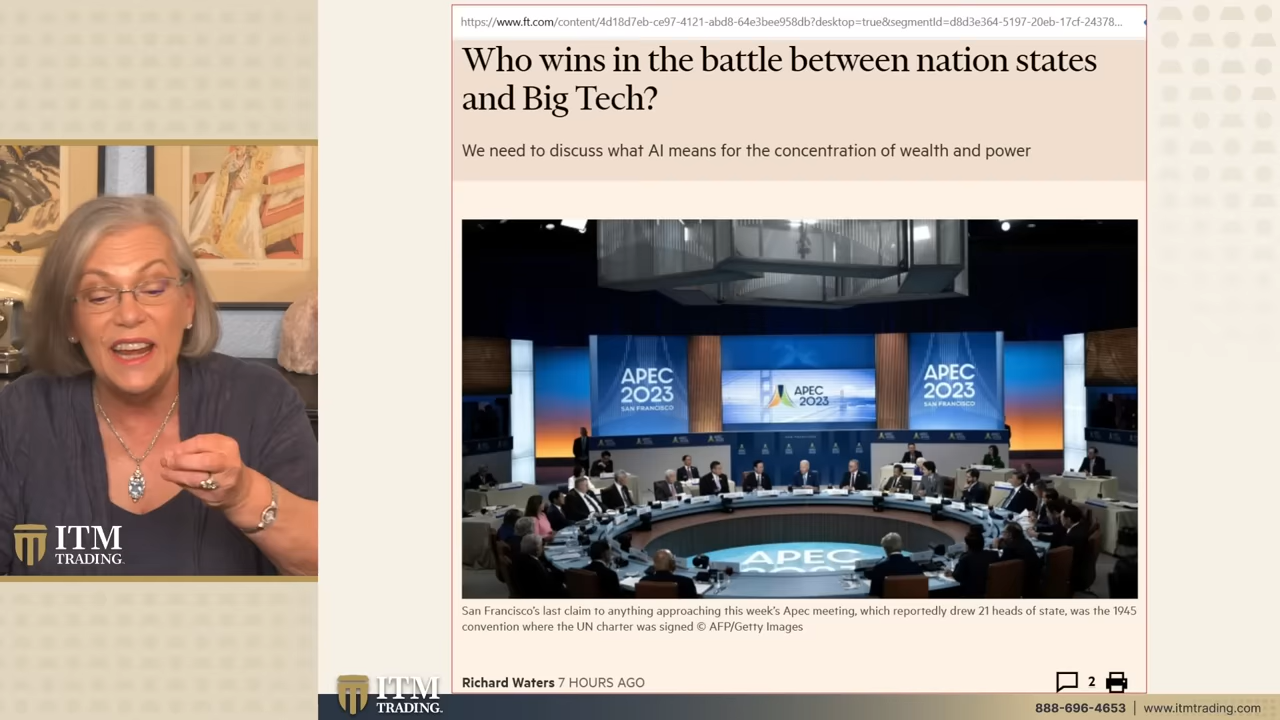 https://www.ft.com/content/4d18d7eb-ce97-4121-abd8-64e3bee958db?desktop=true&segmentId=d8d3e364-5197-20eb-17cf-24378...
Who wins in the battle between nation states
and Big Tech?
We need to discuss what AI means for the concentration of wealth and power
APEC
2023
SAN FRANCISCO
APEC
2023
APEC
2023
SAN FRANCISCO
APEC
2023
San Francisco's last claim to anything approaching this week's Apec meeting, which reportedly drew 21 heads of state, was the 1945
convention where the UN charter was signed © AFP/Getty Images
Richard Waters 7 HOURS AGO
2
ITM
TRADING.
ITM
TRADING.
888-696-4653 | www.itmtrading.com